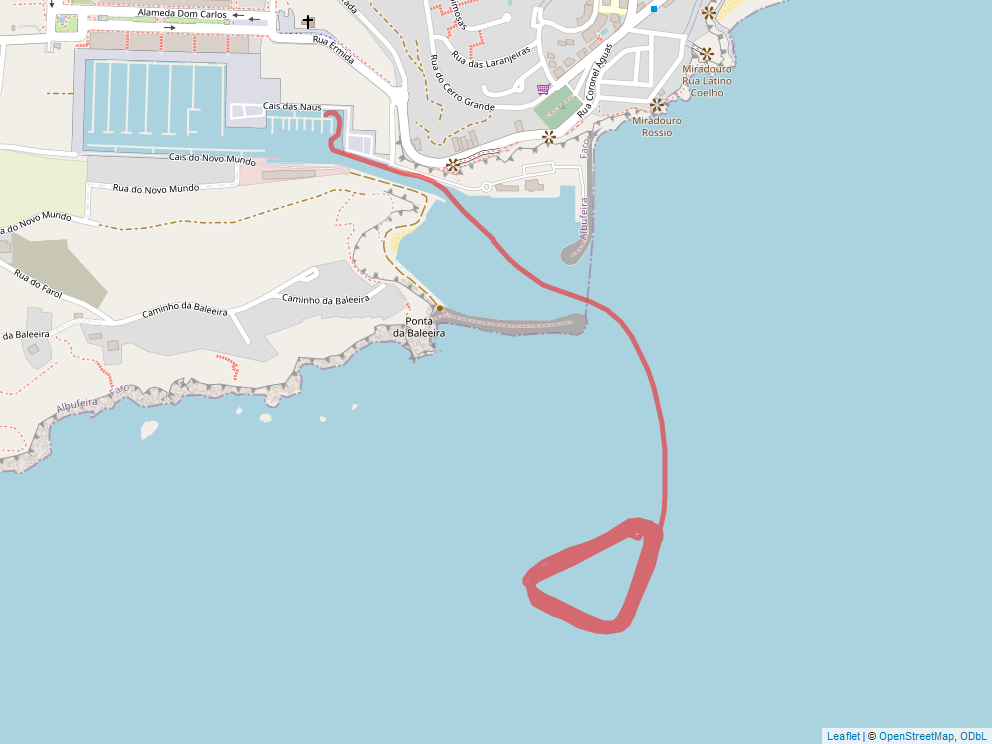 Alameda Dom Carlos
Rua Ermida
Rua das Laranjeiras
Rua do Cerro Grande
Rua Coronel Águas
Miradouro
Rua Latino
Coelho
Miradouro
Rossio
Cais das Naus
Cais do Novo Mundo
Rua do Novo Mundo
a do Novo Mundo
Faro
Albufeira
Rua do Farol
Caminho da Baleeira
Caminho da Baleeira
da Baleeira
Ponta
da Baleeira
Albufeira
Faro
Leaflet | © OpenStreetMap, ODbL